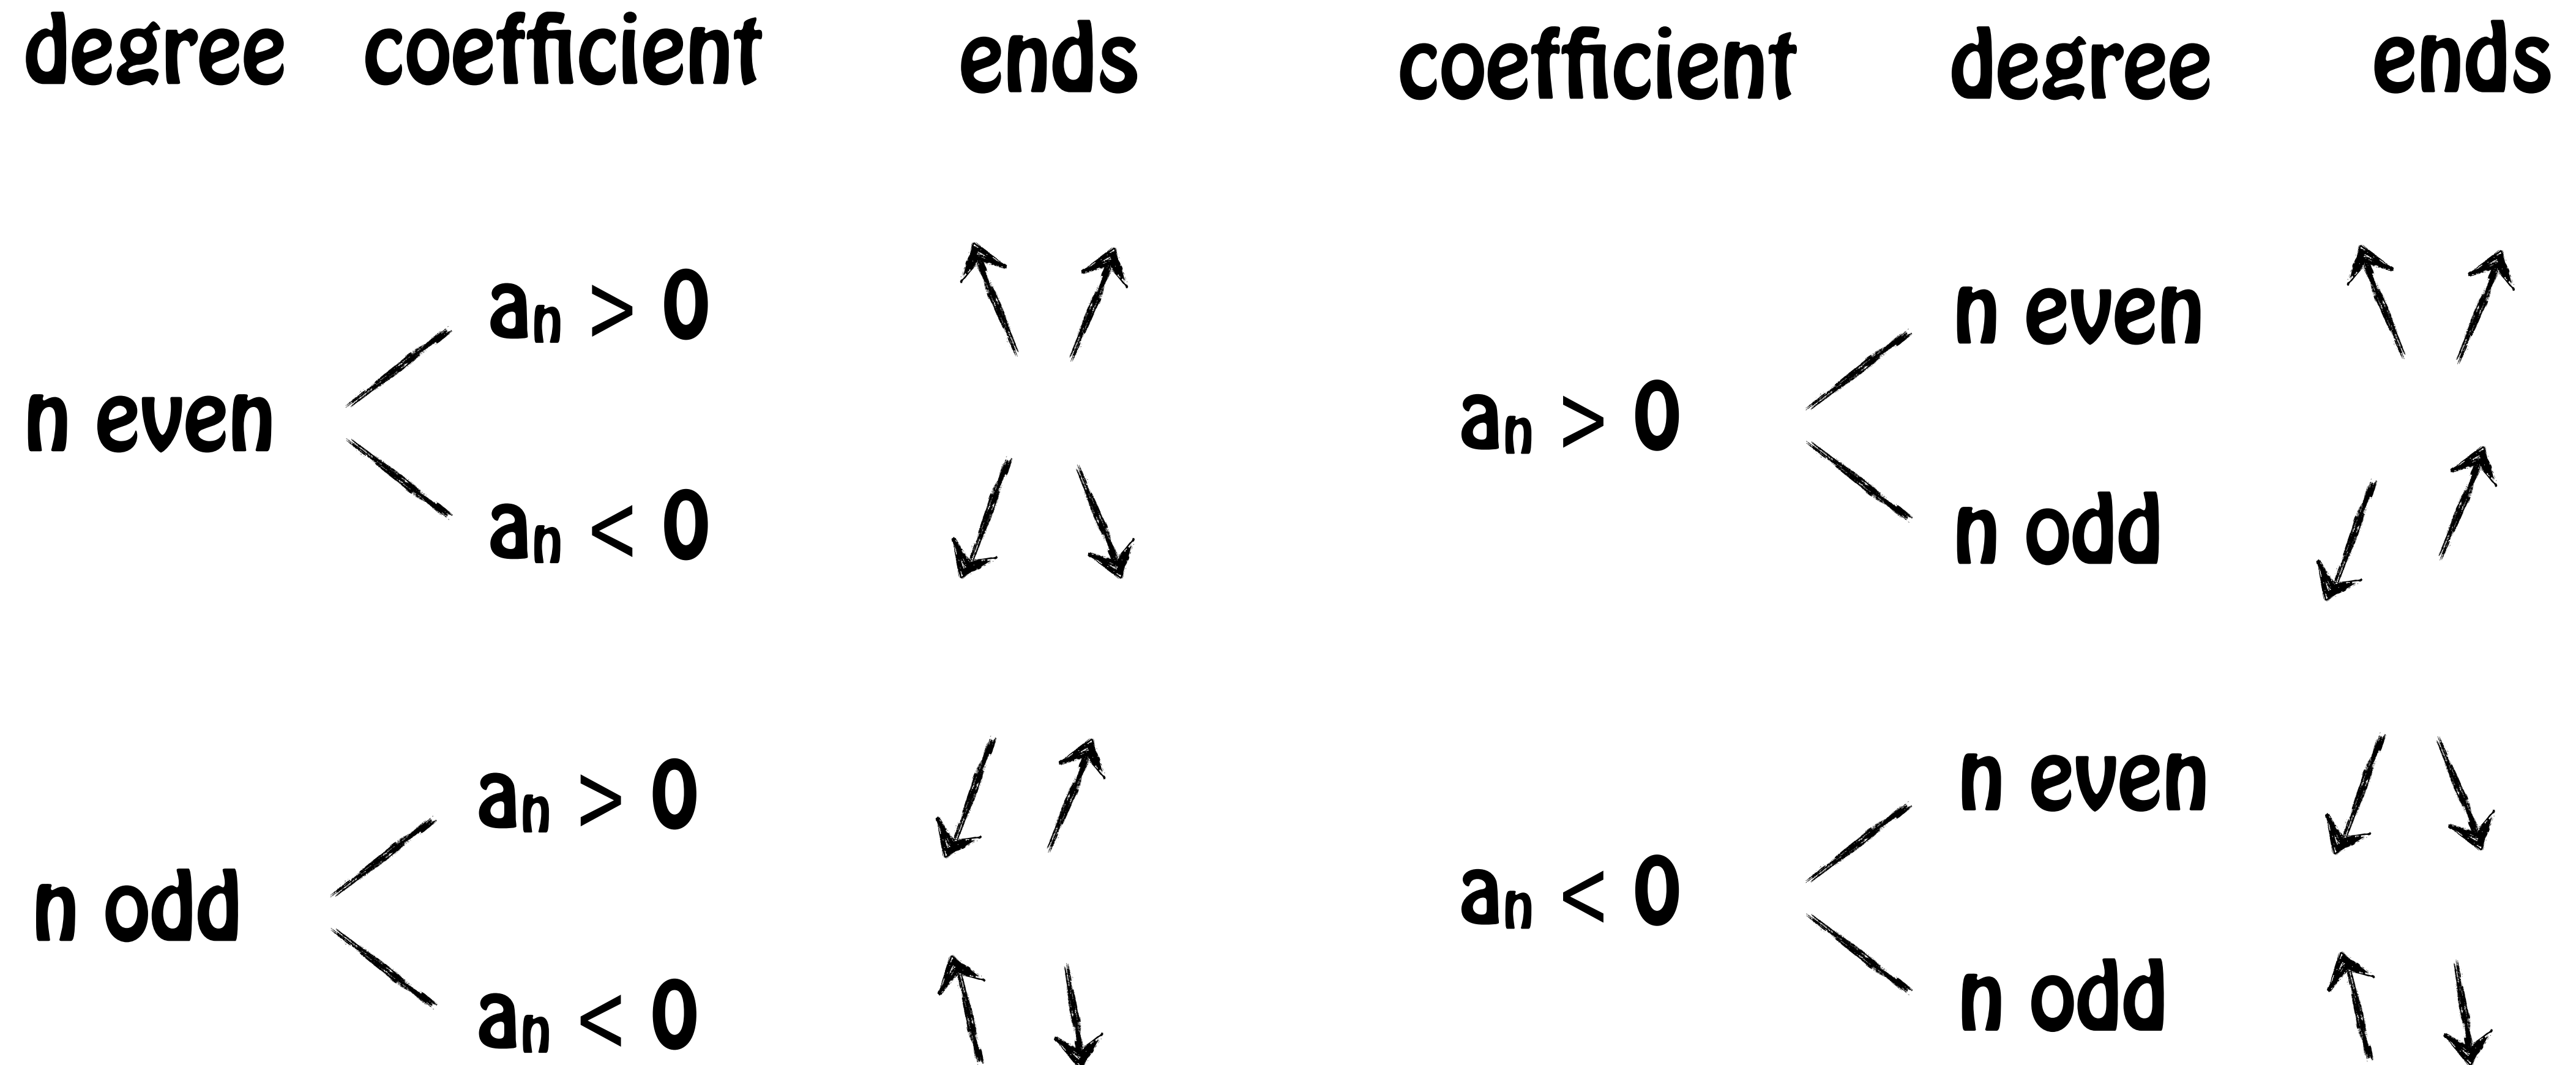 degree coefficient ends
n even
aₙ > 0
aₙ < 0
n odd
aₙ > 0
aₙ < 0
coefficient degree ends
aₙ > 0
n even
n odd
aₙ < 0
n even
n odd